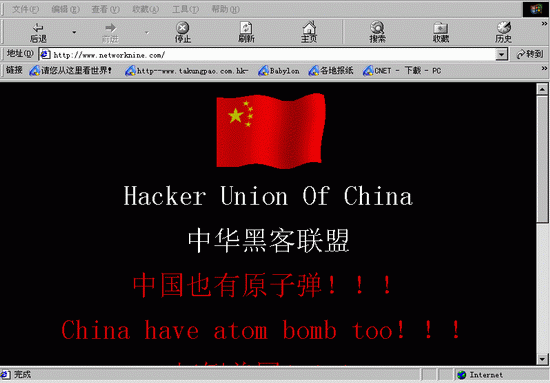 文件(F) 编辑(E) 查看(V) 收藏(A) 工具(T) 帮助(H) »
后退 前进 停止 刷新 主页 搜索 收藏 历史
地址(D) http://www.networknine.com/ 转到
链接 请您从这里看世界! http--www.takungpao.com.hk- Babylon 各地报纸 CNET - 下載 - PC »
Hacker Union Of China
中华黑客联盟
中国也有原子弹！！！
China have atom bomb too!！！
完成 Internet